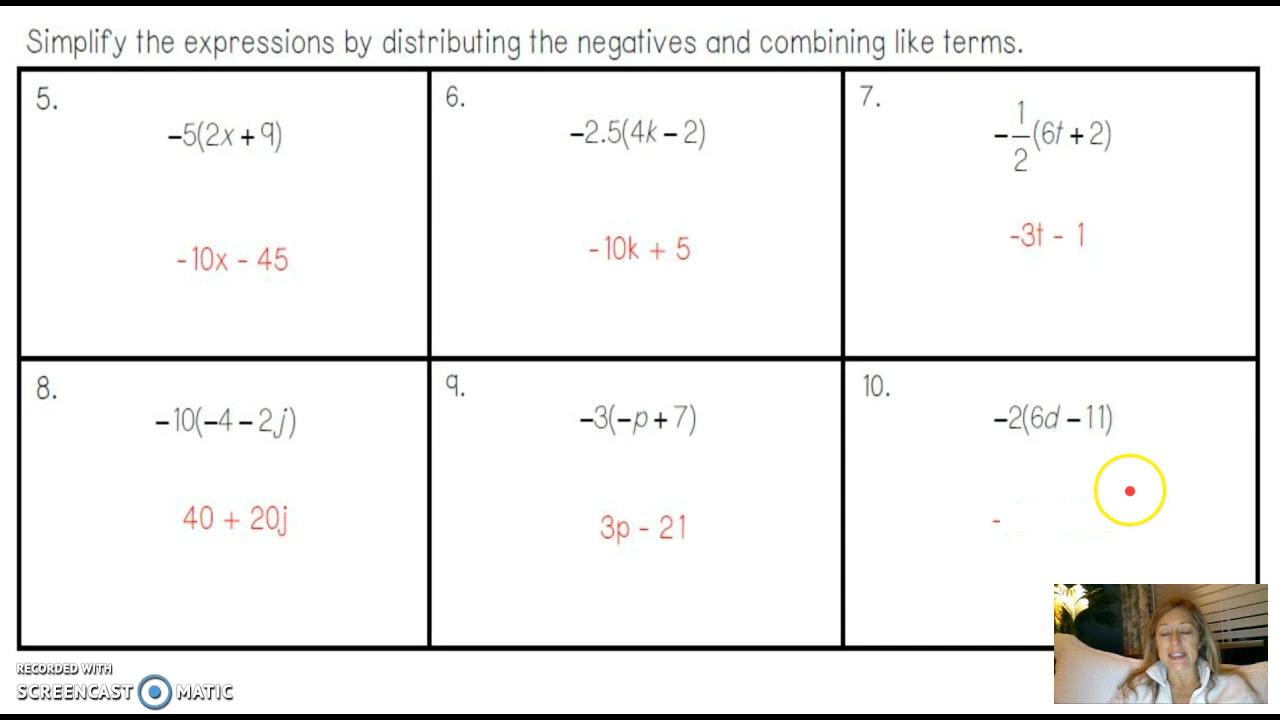 Simplify the expressions by distributing the negatives and combining like terms.
5.
-5(2x + 9)
-10x - 45
6.
-2.5(4k - 2)
-10k + 5
7.
-1/2(6t + 2)
-3t - 1
8.
-10(-4 - 2j)
40 + 20j
9.
-3(-p + 7)
3p - 21
10.
-2(6d - 11)
-
RECORDED WITH
SCREENCAST MATIC